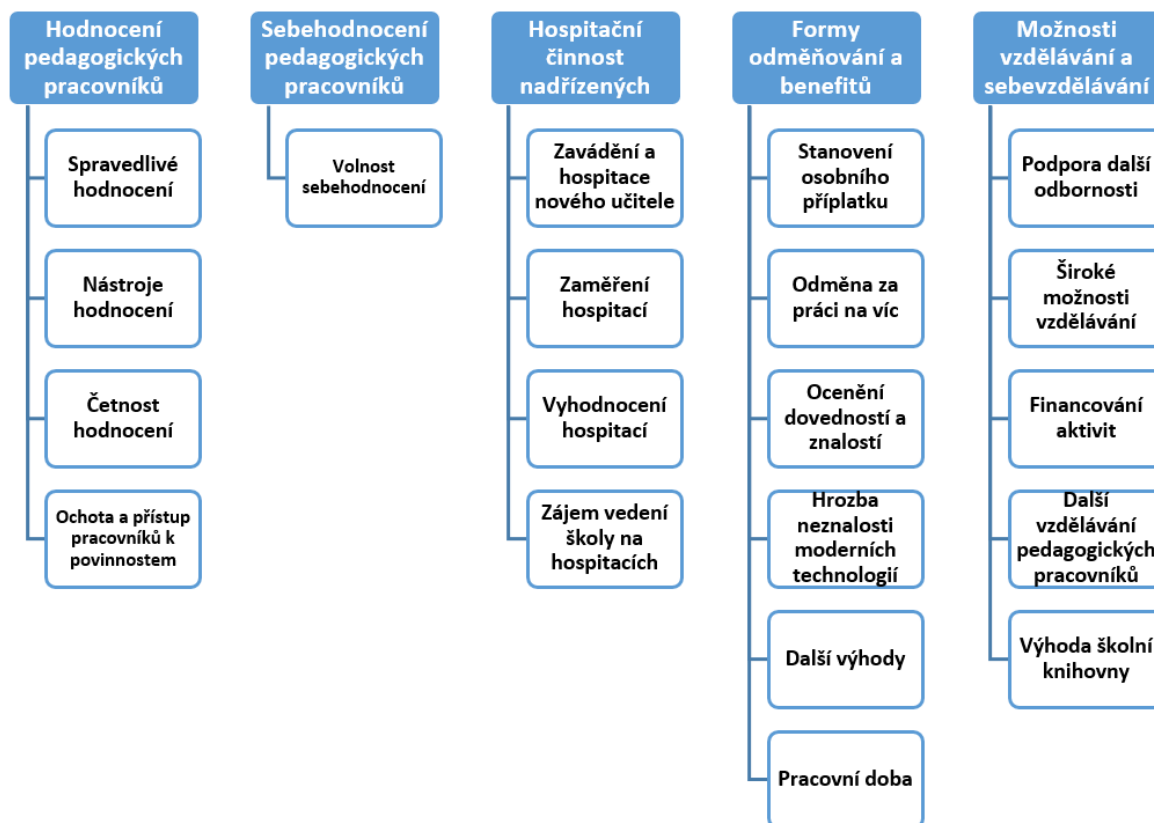 Hodnocení
pedagogických
pracovníků
Spravedlivé
hodnocení
Nástroje
hodnocení
Četnost
hodnocení
Ochota a přístup
pracovníků k
povinnostem
Sebehodnocení
pedagogických
pracovníků
Volnost
sebehodnocení
Hospitační
činnost
nadřízených
Zavádění a
hospitace
nového učitele
Zaměření
hospitací
Vyhodnocení
hospitací
Zájem vedení
školy na
hospitacích
Formy
odměňování a
benefitů
Stanovení
osobního
příplatku
Odměna za
práci na víc
Ocenění
dovedností a
znalostí
Hrozba
neznalosti
moderních
technologií
Další výhody
Pracovní doba
Možnosti
vzdělávání a
sebevzdělávání
Podpora další
odbornosti
Široké
možnosti
vzdělávání
Financování
aktivit
Další
vzdělávání
pedagogických
pracovníků
Výhoda školní
knihovny